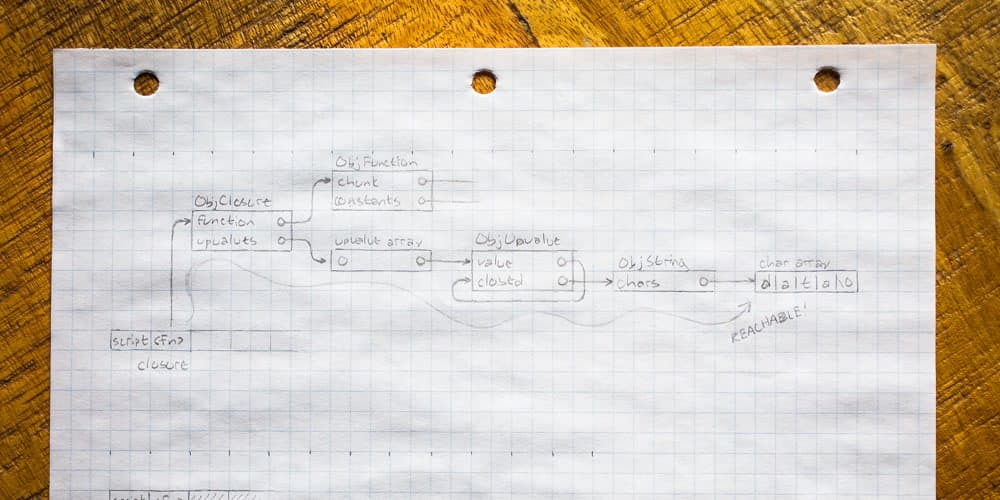 ObjFunction
chunk
constants
ObjClosure
function
upvalues
upvalue array
ObjUpvalue
value
closed
ObjString
chars
char array
d|a|t|a|\0
REACHABLE!
script <fn>
closure